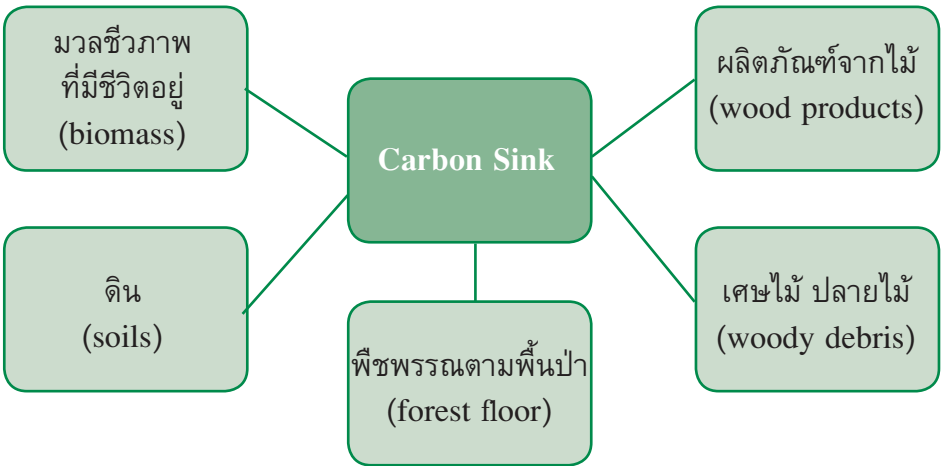 มวลชีวภาพ
ที่มีชีวิตอยู่
(biomass)
ผลิตภัณฑ์จากไม้
(wood products)
Carbon Sink
ดิน
(soils)
พืชพรรณตามพื้นป่า
(forest floor)
เศษไม้ ปลายไม้
(woody debris)